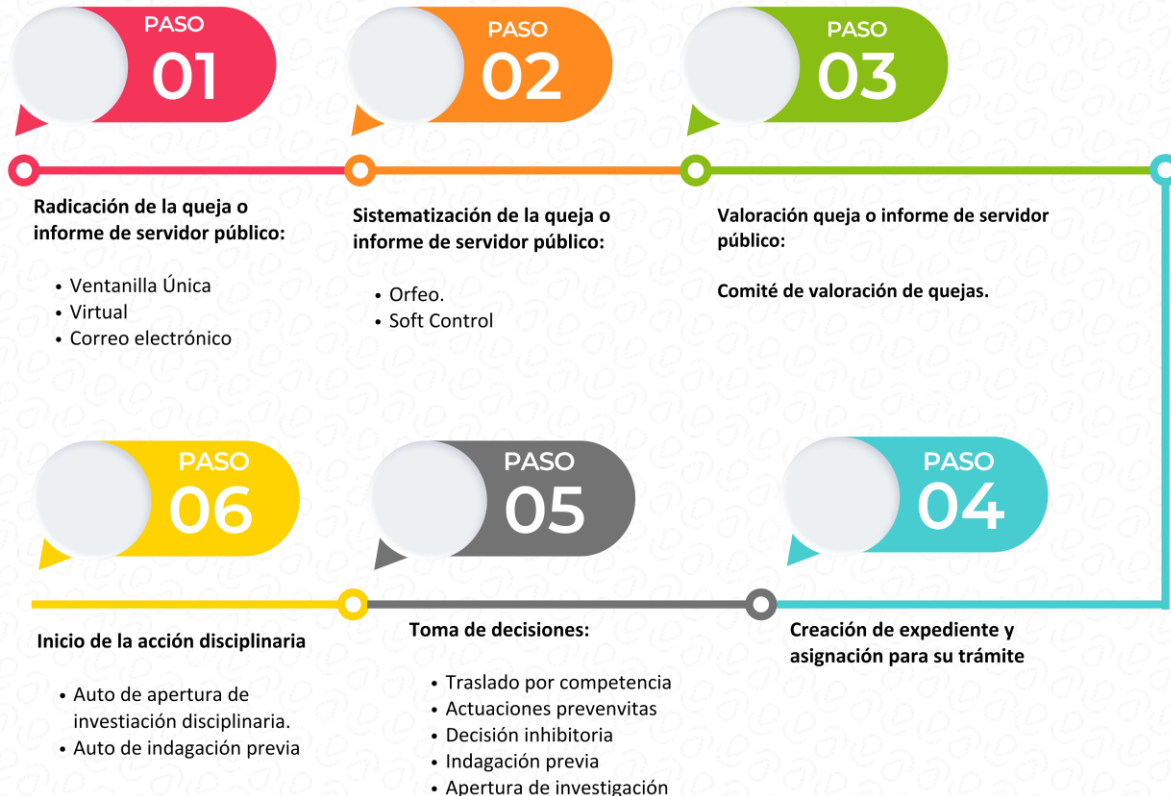 PASO
01
Radicación de la queja o
informe de servidor público:
• Ventanilla Única
• Virtual
• Correo electrónico
PASO
02
Sistematización de la queja o
informe de servidor público:
• Orfeo.
• Soft Control
PASO
03
Valoración queja o informe de servidor
público:
Comité de valoración de quejas.
PASO
04
Creación de expediente y
asignación para su trámite
PASO
05
Toma de decisiones:
• Traslado por competencia
• Actuaciones prevenvitas
• Decisión inhibitoria
• Indagación previa
• Apertura de investigación
PASO
06
Inicio de la acción disciplinaria
• Auto de apertura de
investiación disciplinaria.
• Auto de indagación previa